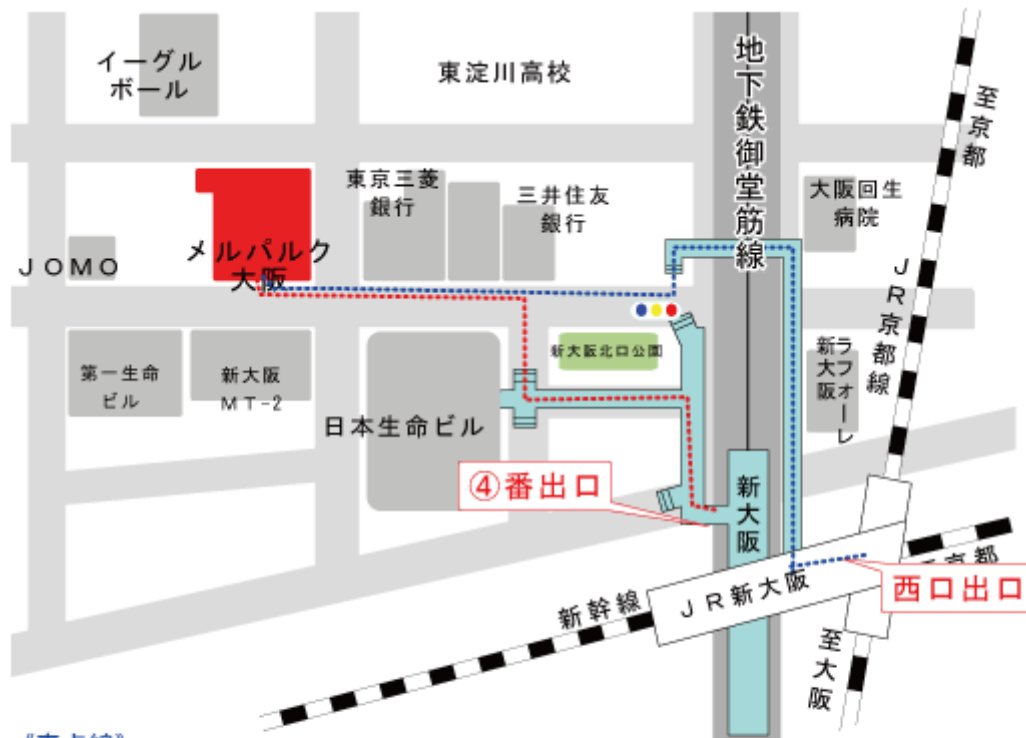 イーグル
ボール
東淀川高校
地下鉄御堂筋線
至京都
東京三菱
銀行
三井住友
銀行
大阪回生
病院
JOMO
メルパルク
大阪
JR京都線
新大阪北口公園
第一生命
ビル
新大阪
MT-2
日本生命ビル
ラフォーレ
新大阪
④番出口
新大阪
JR新大阪
西口出口
新幹線
至大阪